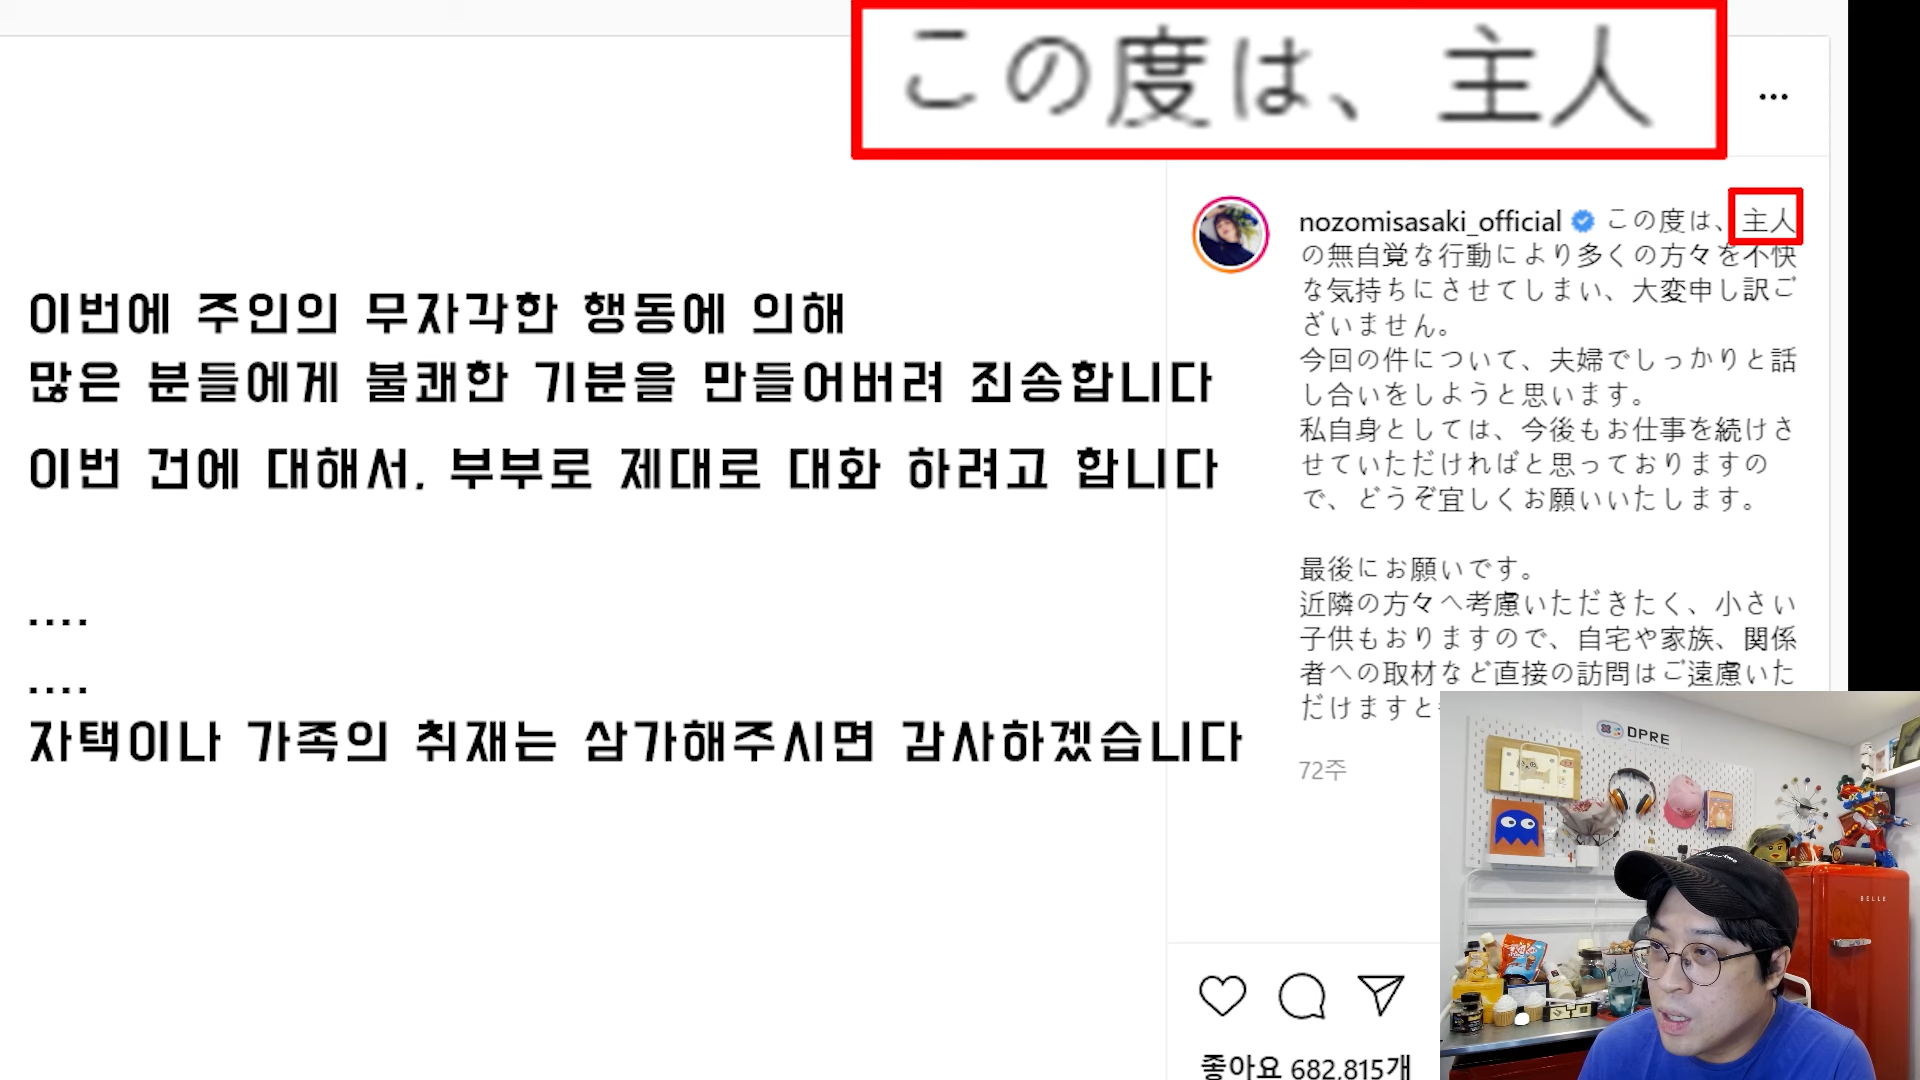 この度は、主人
이번에 주인의 무자각한 행동에 의해
많은 분들에게 불쾌한 기분을 만들어버려 죄송합니다
이번 건에 대해서, 부부로 제대로 대화 하려고 합니다
....
....
자택이나 가족의 취재는 삼가해주시면 감사하겠습니다
nozomisasaki_official この度は、主人
の無自覚な行動により多くの方々を不快
な気持ちにさせてしまい、大変申し訳ご
ざいません。
今回の件について、夫婦でしっかりと話
し合いをしようと思います。
私自身としては、今後もお仕事を続けさ
せていただければと思っておりますの
で、どうぞ宜しくお願いいたします。
最後にお願いです。
近隣の方々へ考慮いただきたく、小さい
子供もおりますので、自宅や家族、関係
者への取材など直接の訪問はご遠慮いた
だけますと
72주
좋아요 682,815개
DPRE
BELLE